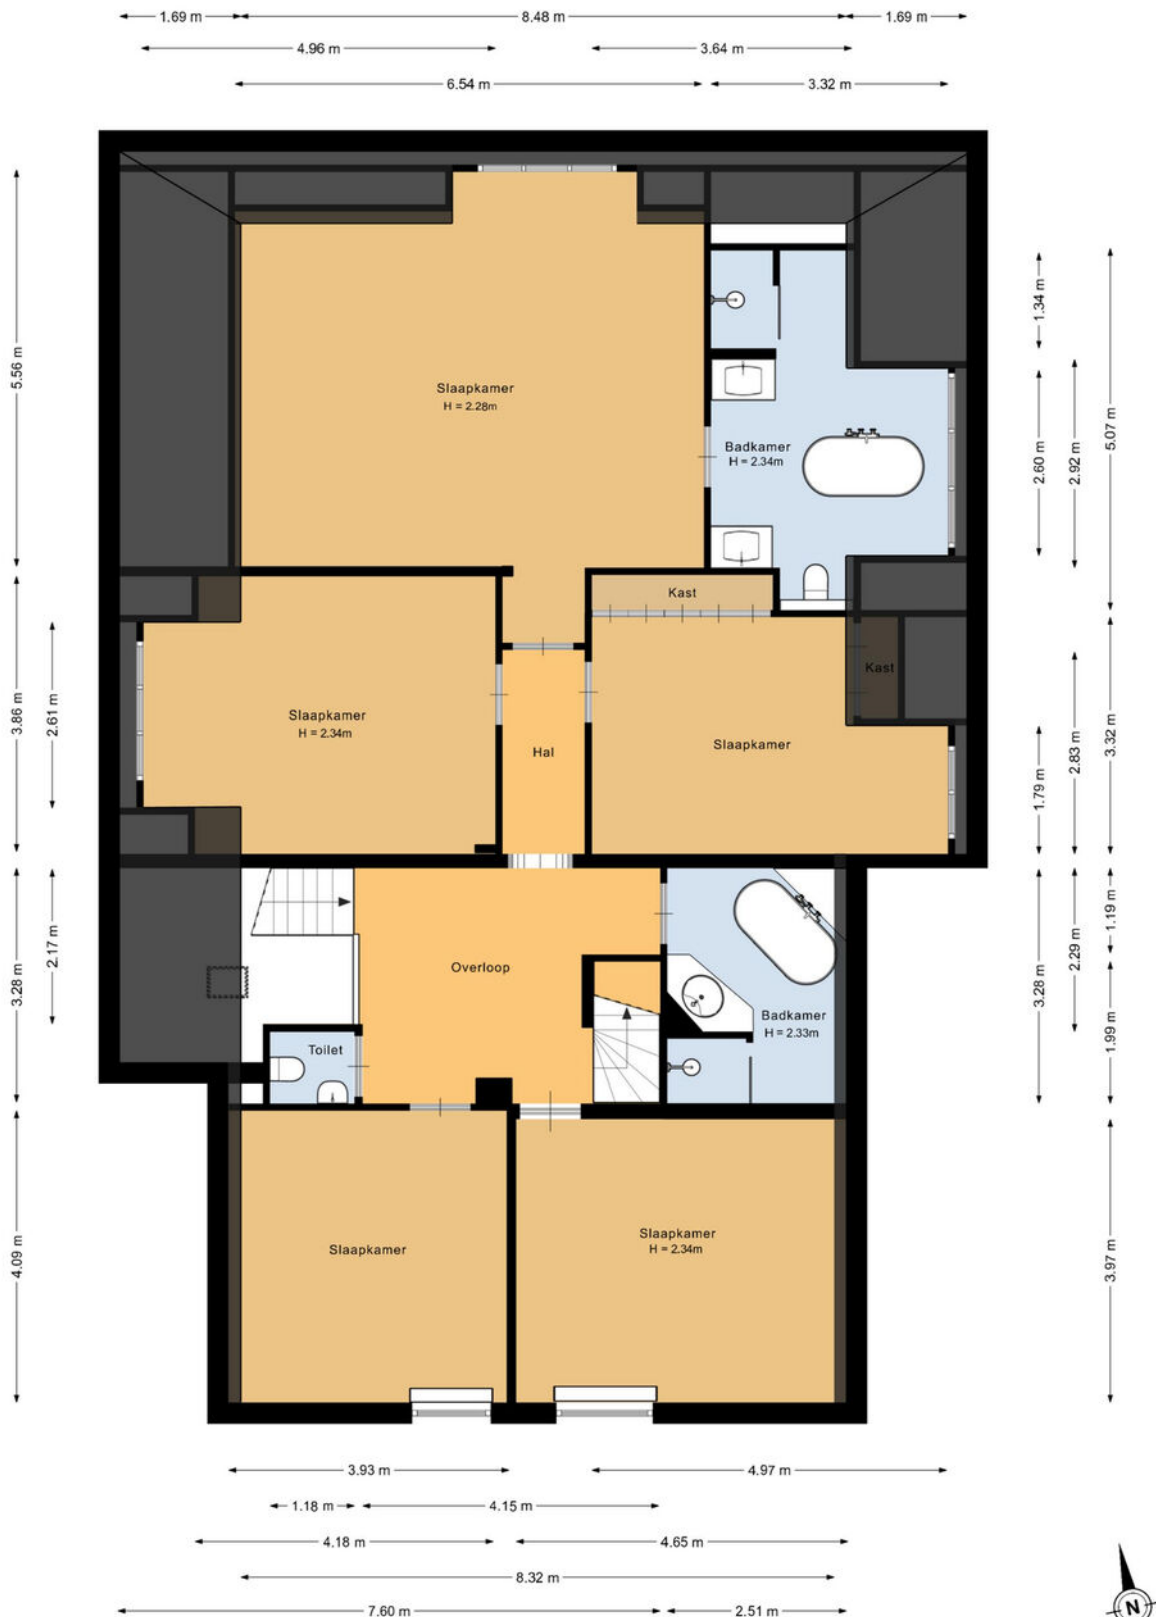 1.69 m
8.48 m
1.69 m
4.96 m
3.64 m
6.54 m
3.32 m
5.56 m
3.86 m
2.61 m
3.28 m
2.17 m
4.09 m
Slaapkamer
H = 2.28m
Badkamer
H = 2.34m
Kast
Kast
Slaapkamer
H = 2.34m
Hal
Slaapkamer
Overloop
Badkamer
H = 2.33m
Toilet
Slaapkamer
Slaapkamer
H = 2.34m
1.34 m
2.60 m
2.92 m
5.07 m
1.79 m
2.83 m
3.32 m
3.28 m
2.29 m
1.19 m
1.99 m
3.97 m
3.93 m
4.97 m
1.18 m
4.15 m
4.18 m
4.65 m
8.32 m
7.60 m
2.51 m
N